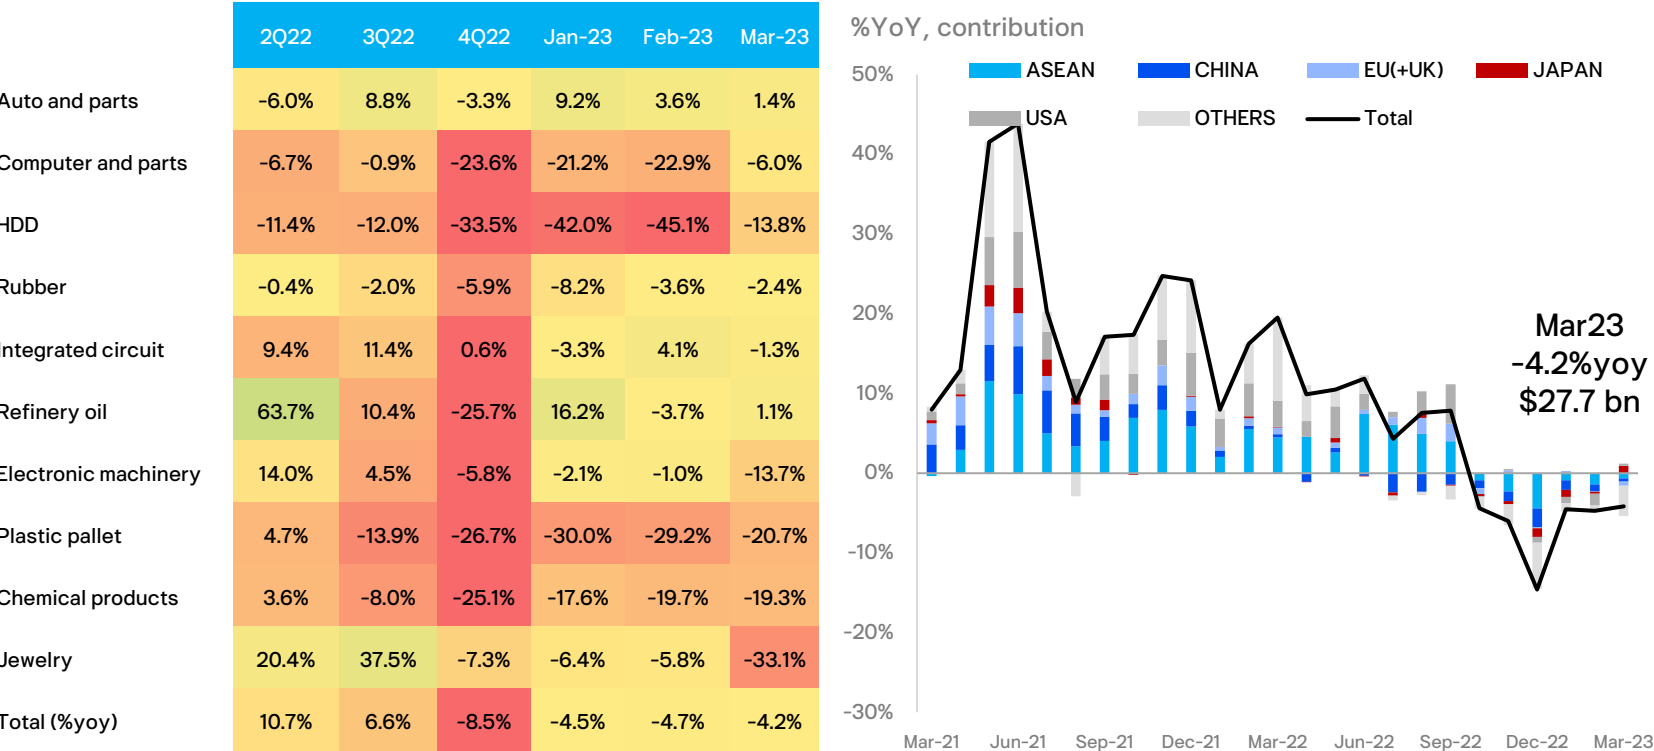 2Q22 3Q22 4Q22 Jan-23 Feb-23 Mar-23
Auto and parts -6.0% 8.8% -3.3% 9.2% 3.6% 1.4%
Computer and parts -6.7% -0.9% -23.6% -21.2% -22.9% -6.0%
HDD -11.4% -12.0% -33.5% -42.0% -45.1% -13.8%
Rubber -0.4% -2.0% -5.9% -8.2% -3.6% -2.4%
Integrated circuit 9.4% 11.4% 0.6% -3.3% 4.1% -1.3%
Refinery oil 63.7% 10.4% -25.7% 16.2% -3.7% 1.1%
Electronic machinery 14.0% 4.5% -5.8% -2.1% -1.0% -13.7%
Plastic pallet 4.7% -13.9% -26.7% -30.0% -29.2% -20.7%
Chemical products 3.6% -8.0% -25.1% -17.6% -19.7% -19.3%
Jewelry 20.4% 37.5% -7.3% -6.4% -5.8% -33.1%
Total (%yoy) 10.7% 6.6% -8.5% -4.5% -4.7% -4.2%
%YoY, contribution
ASEAN CHINA EU(+UK) JAPAN
USA OTHERS Total
50%
40%
30%
20%
10%
0%
-10%
-20%
-30%
Mar23
-4.2%yoy
$27.7 bn
Mar-21 Jun-21 Sep-21 Dec-21 Mar-22 Jun-22 Sep-22 Dec-22 Mar-23